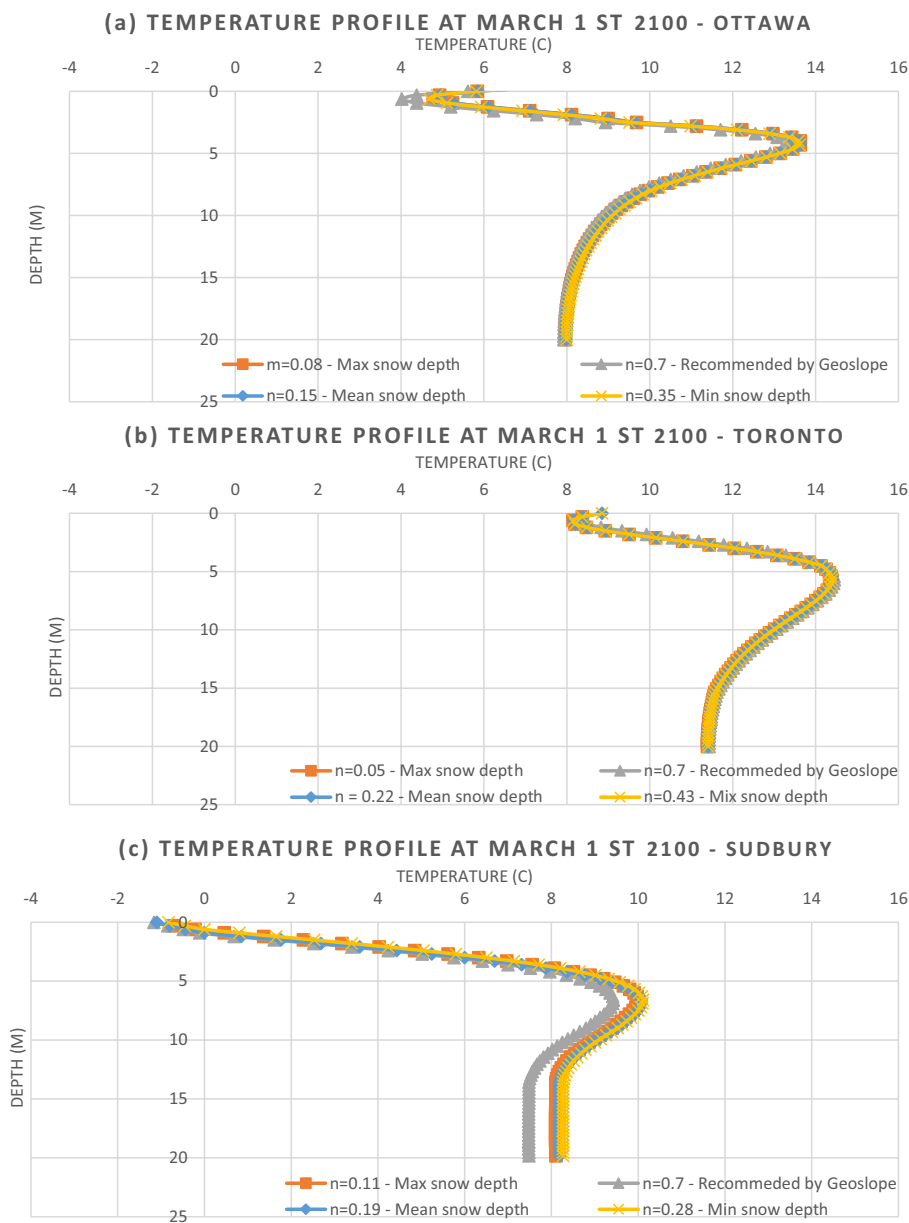 (a) TEMPERATURE PROFILE AT MARCH 1 ST 2100 - OTTAWA
TEMPERATURE (C)
-4 -2 0 2 4 6 8 10 12 14 16
0
5
10
15
20
25
DEPTH (M)
m=0.08 - Max snow depth n=0.7 - Recommended by Geoslope
n=0.15 - Mean snow depth n=0.35 - Min snow depth
(b) TEMPERATURE PROFILE AT MARCH 1 ST 2100 - TORONTO
TEMPERATURE (C)
-4 -2 0 2 4 6 8 10 12 14 16
0
5
10
15
20
25
DEPTH (M)
n=0.05 - Max snow depth n=0.7 - Recommeded by Geoslope
n = 0.22 - Mean snow depth n=0.43 - Mix snow depth
(c) TEMPERATURE PROFILE AT MARCH 1 ST 2100 - SUDBURY
TEMPERATURE (C)
-4 -2 0 2 4 6 8 10 12 14 16
0
5
10
15
20
25
DEPTH (M)
n=0.11 - Max snow depth n=0.7 - Recommeded by Geoslope
n=0.19 - Mean snow depth n=0.28 - Min snow depth